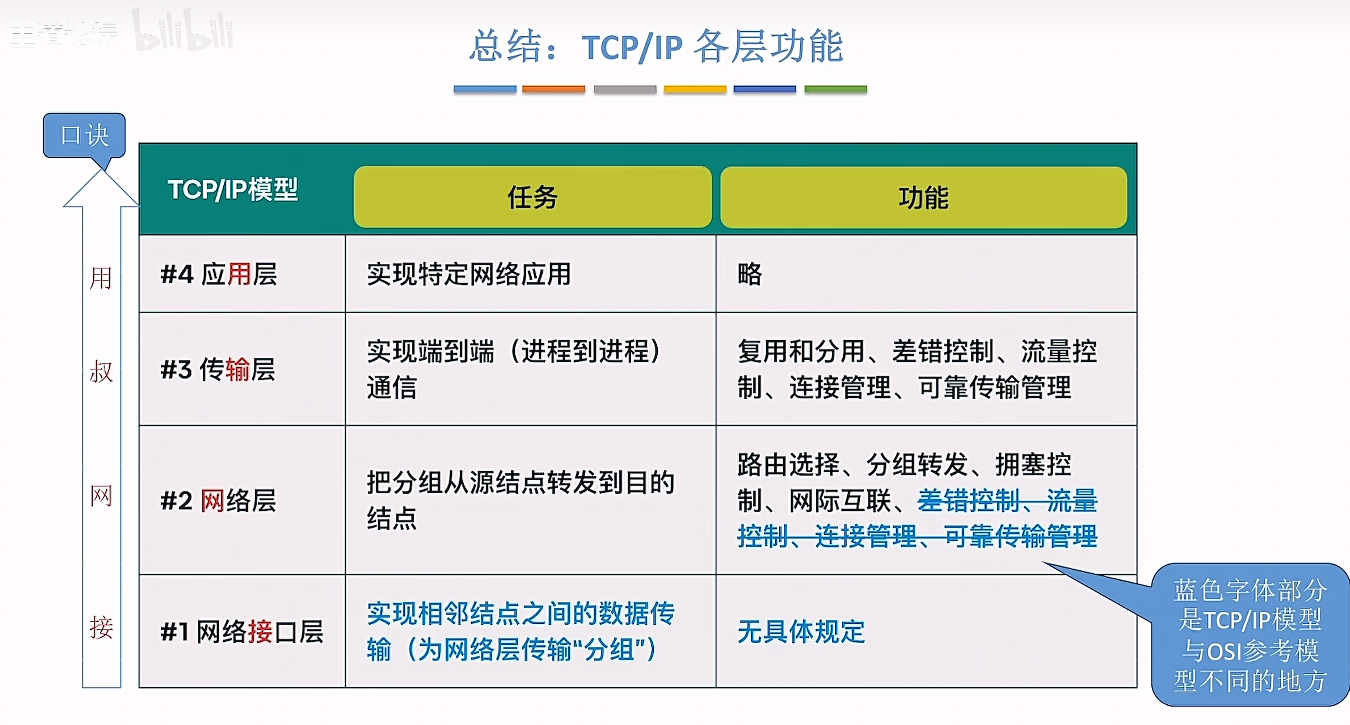 bilibili
总结：TCP/IP 各层功能
口诀
TCP/IP模型
任务
功能
用
#4 应用层
实现特定网络应用
略
叔
#3 传输层
实现端到端（进程到进程）
通信
复用和分用、差错控制、流量控
制、连接管理、可靠传输管理
网
#2 网络层
把分组从源结点转发到目的
结点
路由选择、分组转发、拥塞控
制、网际互联、差错控制、流量
控制、连接管理、可靠传输管理
接
#1 网络接口层
实现相邻结点之间的数据传
输（为网络层传输“分组”）
无具体规定
蓝色字体部分
是TCP/IP模型
与OSI参考模
型不同的地方